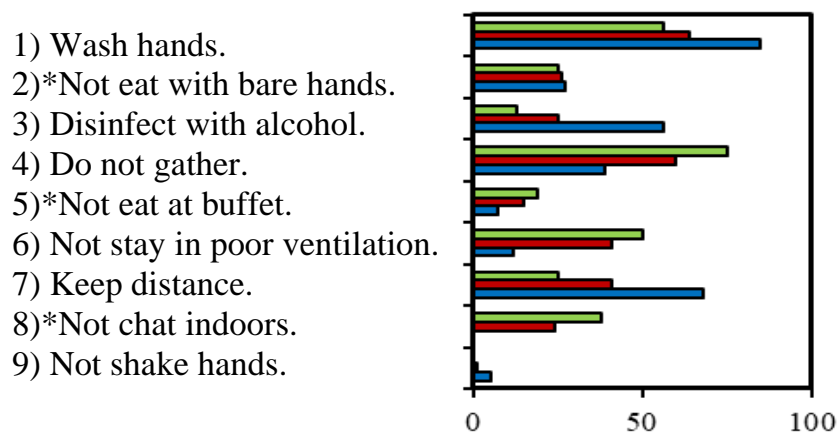 1) Wash hands.
2)*Not eat with bare hands.
3) Disinfect with alcohol.
4) Do not gather.
5)*Not eat at buffet.
6) Not stay in poor ventilation.
7) Keep distance.
8)*Not chat indoors.
9) Not shake hands.
0 50 100